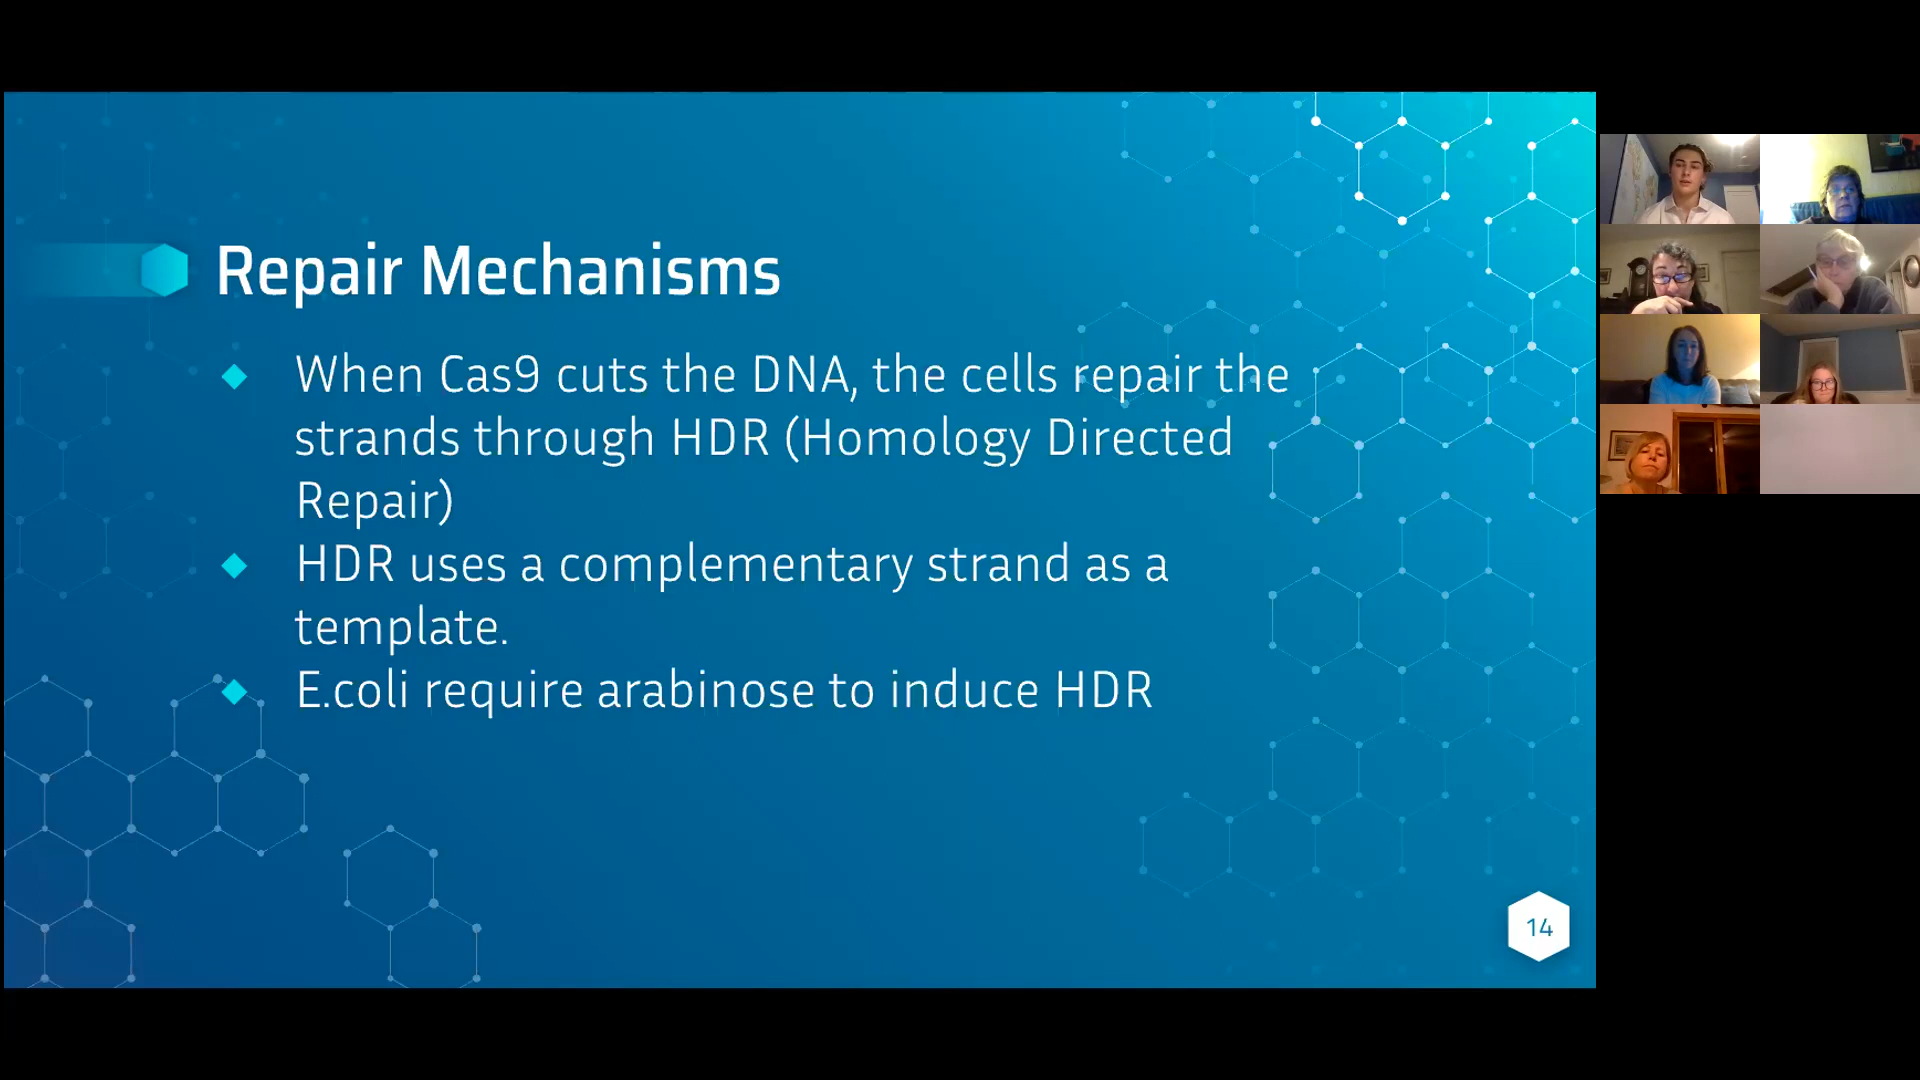 Repair Mechanisms
When Cas9 cuts the DNA, the cells repair the
strands through HDR (Homology Directed
Repair)
HDR uses a complementary strand as a
template.
E.coli require arabinose to induce HDR
14